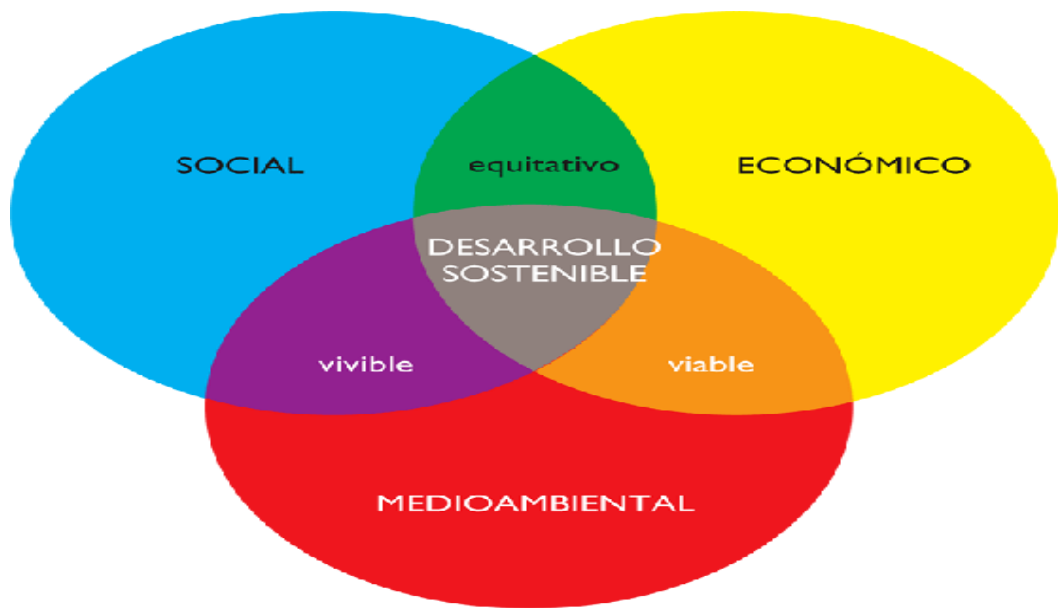 SOCIAL
equitativo
ECONÓMICO
DESARROLLO
SOSTENIBLE
vivible
viable
MEDIOAMBIENTAL